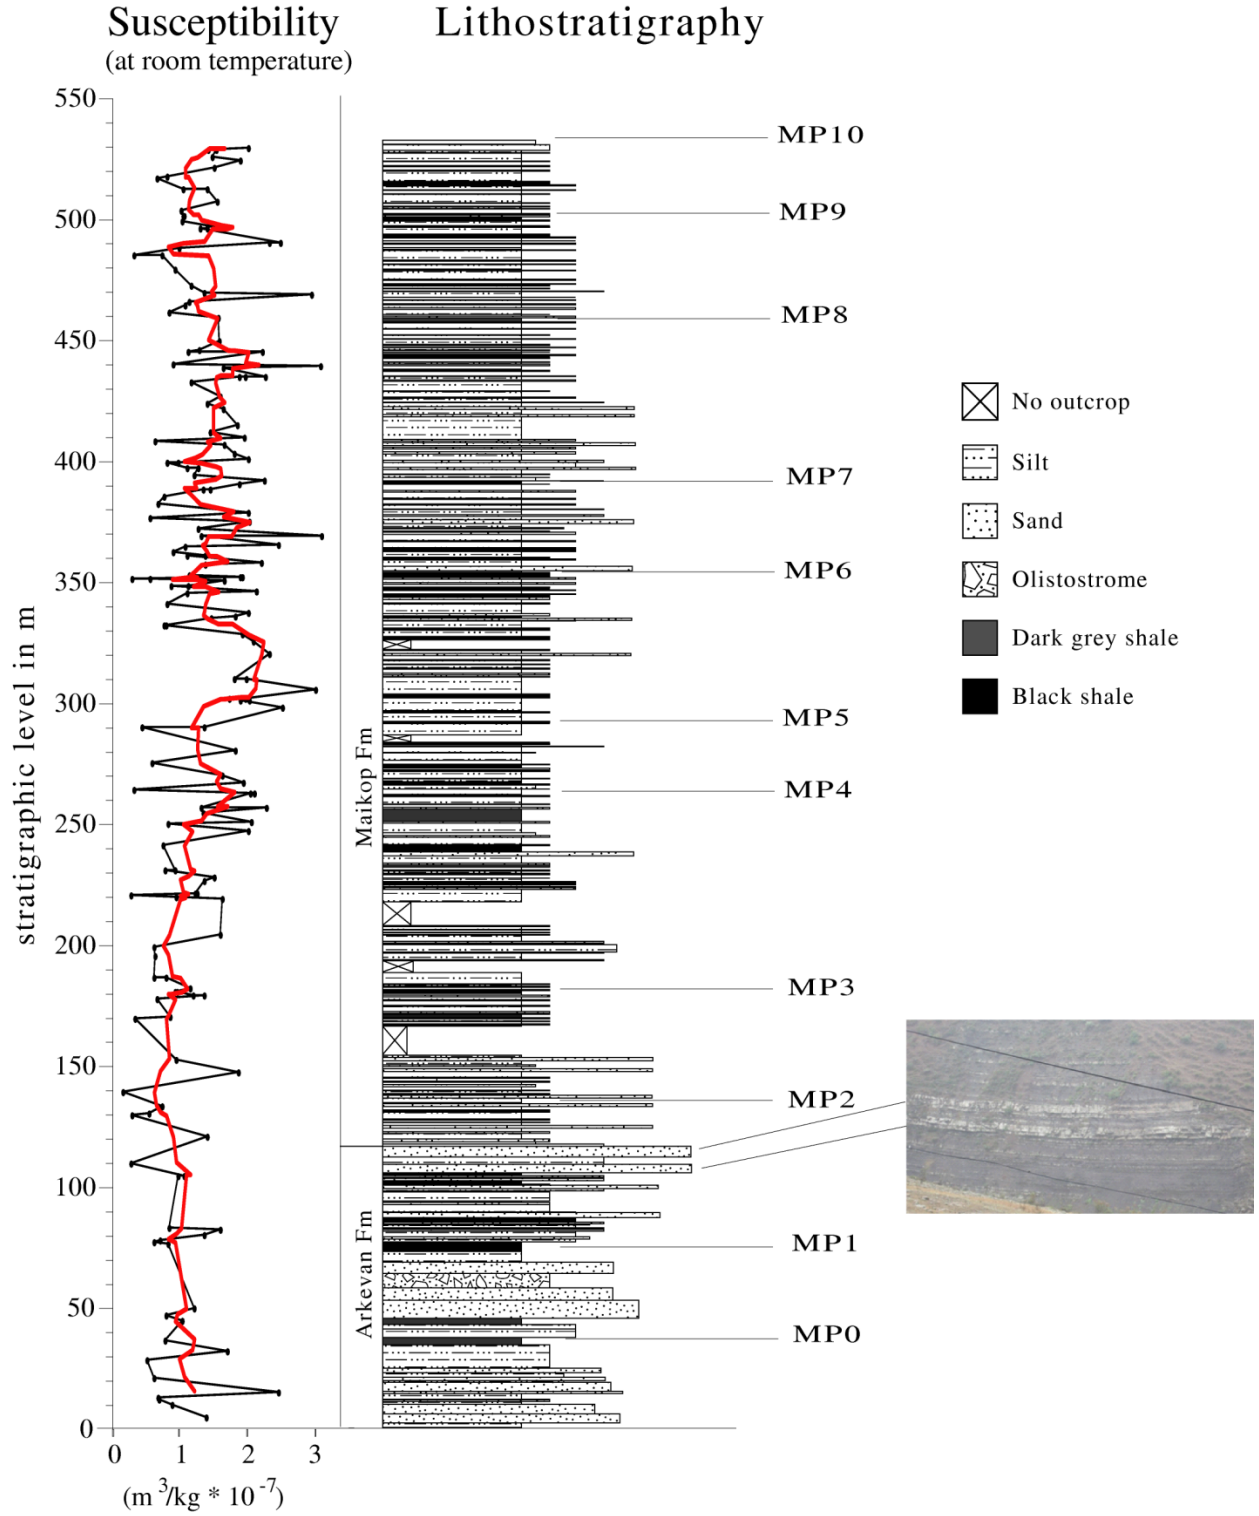 Susceptibility
(at room temperature)
Lithostratigraphy
stratigraphic level in m
550
500
450
400
350
300
250
200
150
100
50
0
0 1 2 3
(m³/kg * 10⁻⁷)
Maikop Fm
Arkevan Fm
MP10
MP9
MP8
MP7
MP6
MP5
MP4
MP3
MP2
MP1
MP0
No outcrop
Silt
Sand
Olistostrome
Dark grey shale
Black shale